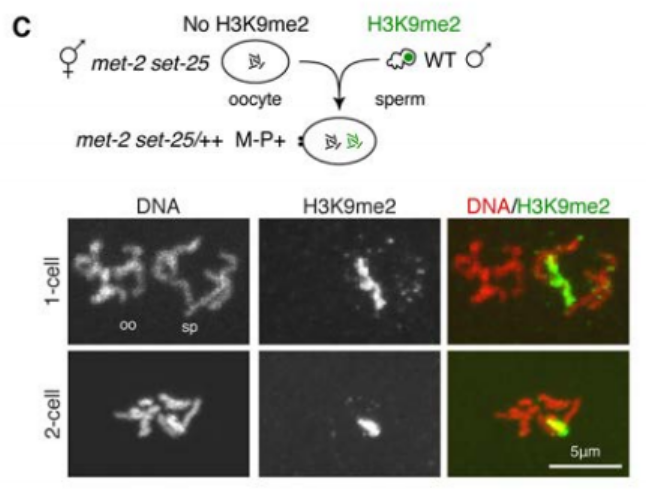 C
No H3K9me2 H3K9me2
⚥ met-2 set-25 WT ♂
oocyte sperm
met-2 set-25/++ M-P+
DNA H3K9me2 DNA/H3K9me2
1-cell
oo sp
2-cell
5µm